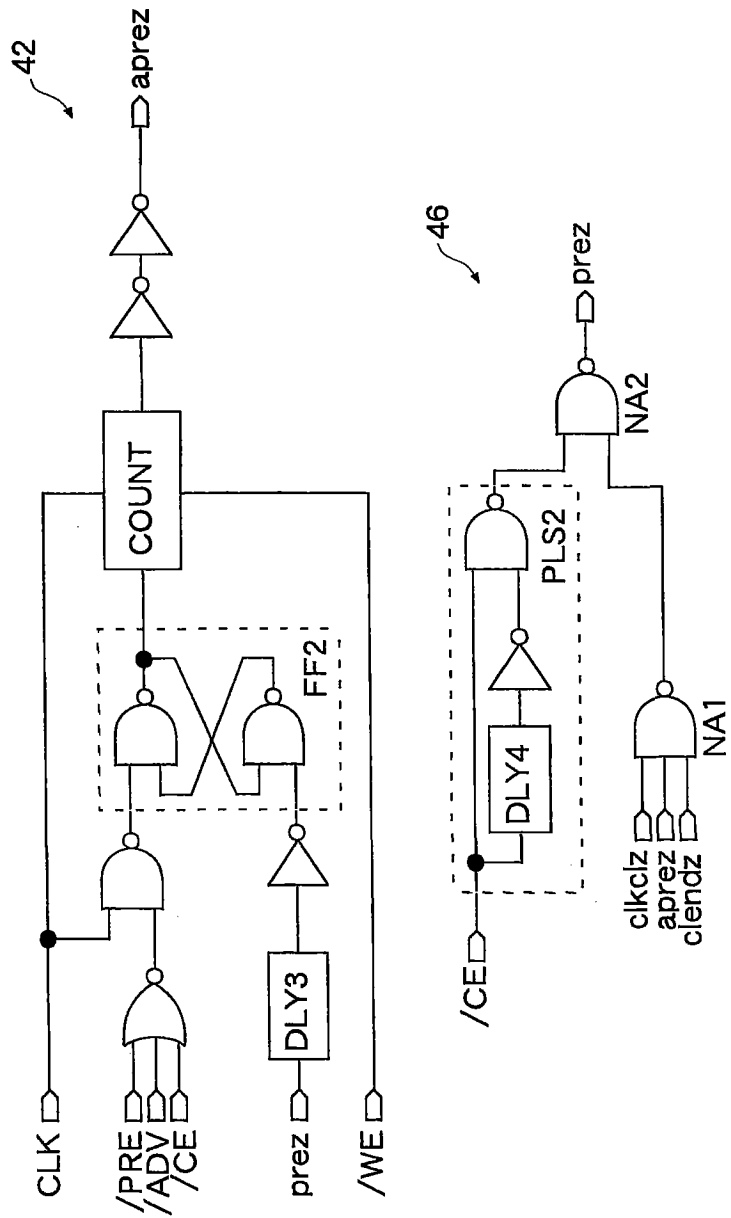 42
CLK
/PRE
/ADV
/CE
prez
/WE
DLY3
FF2
COUNT
aprez
46
/CE
DLY4
PLS2
clkclz
aprez
clendz
NA1
NA2
prez